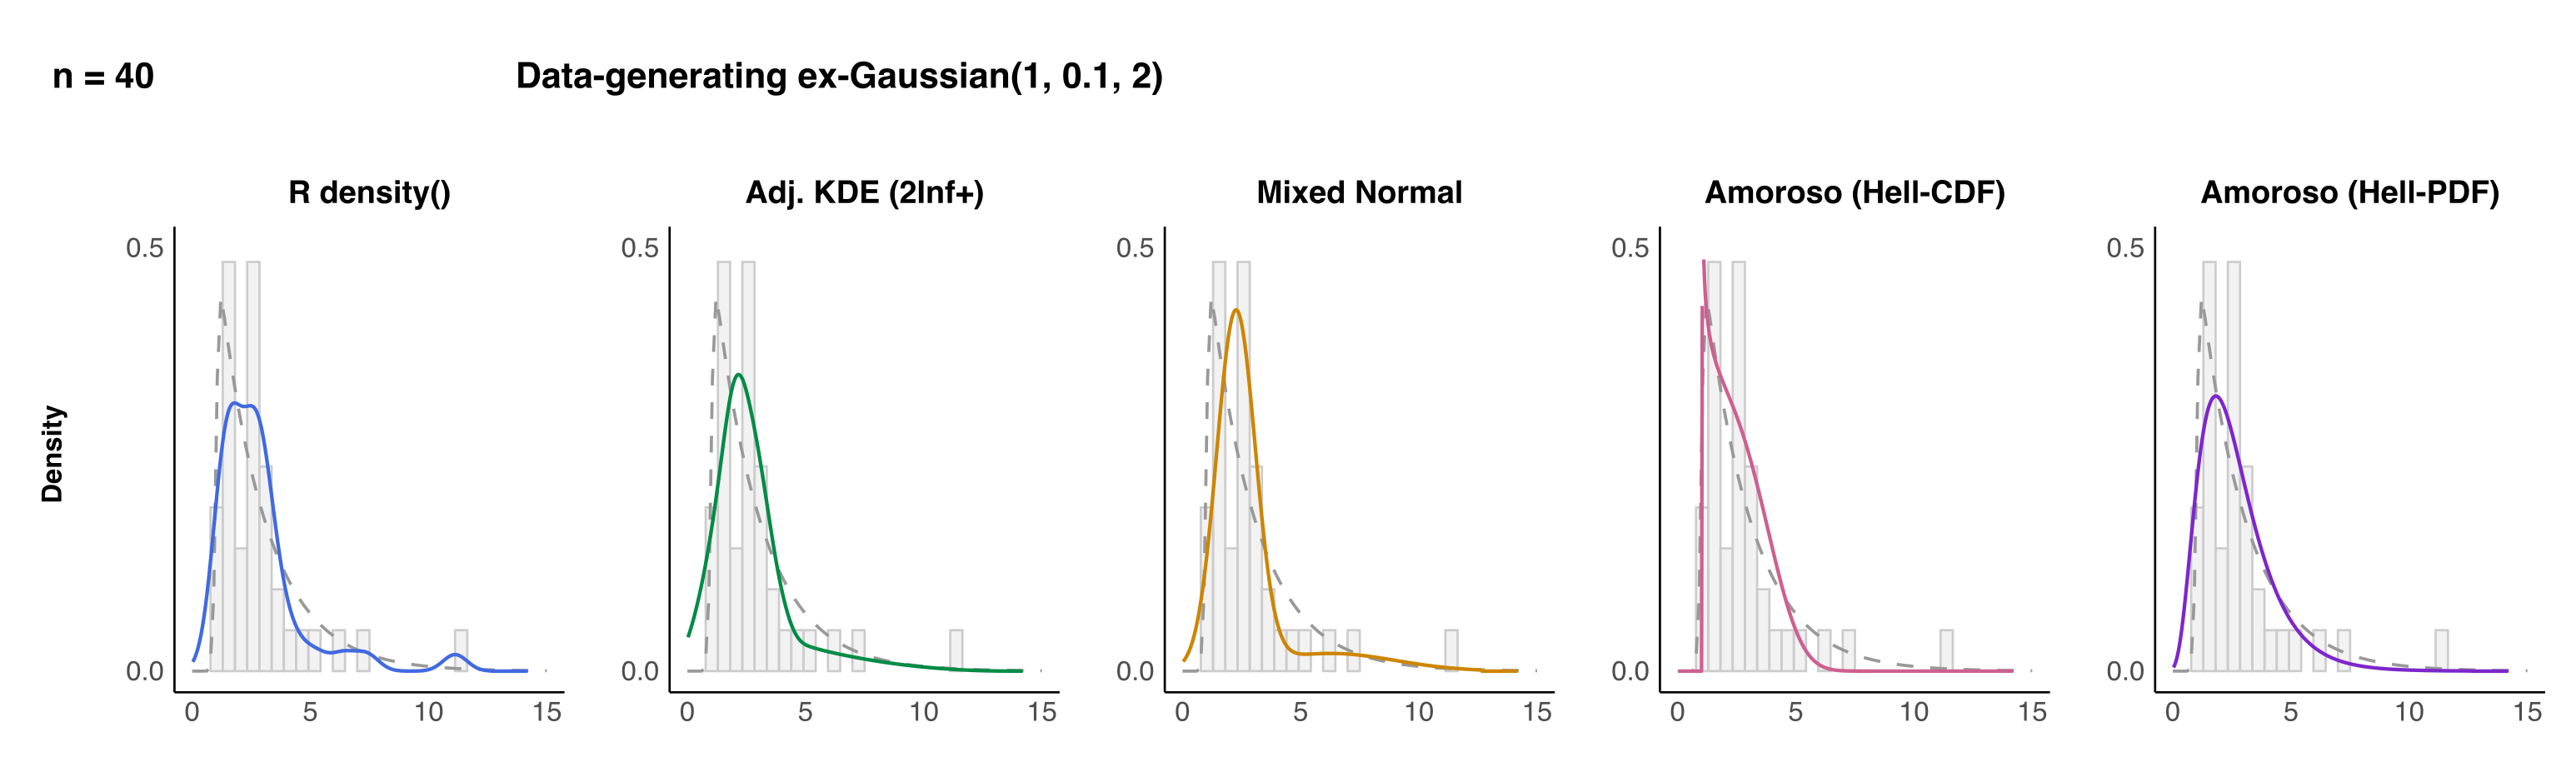 n = 40 Data-generating ex-Gaussian(1, 0.1, 2)
R density() Adj. KDE (2Inf+) Mixed Normal Amoroso (Hell-CDF) Amoroso (Hell-PDF)
Density
0.5 0.5 0.5 0.5 0.5
0.0 0.0 0.0 0.0 0.0
0 5 10 15 0 5 10 15 0 5 10 15 0 5 10 15 0 5 10 15